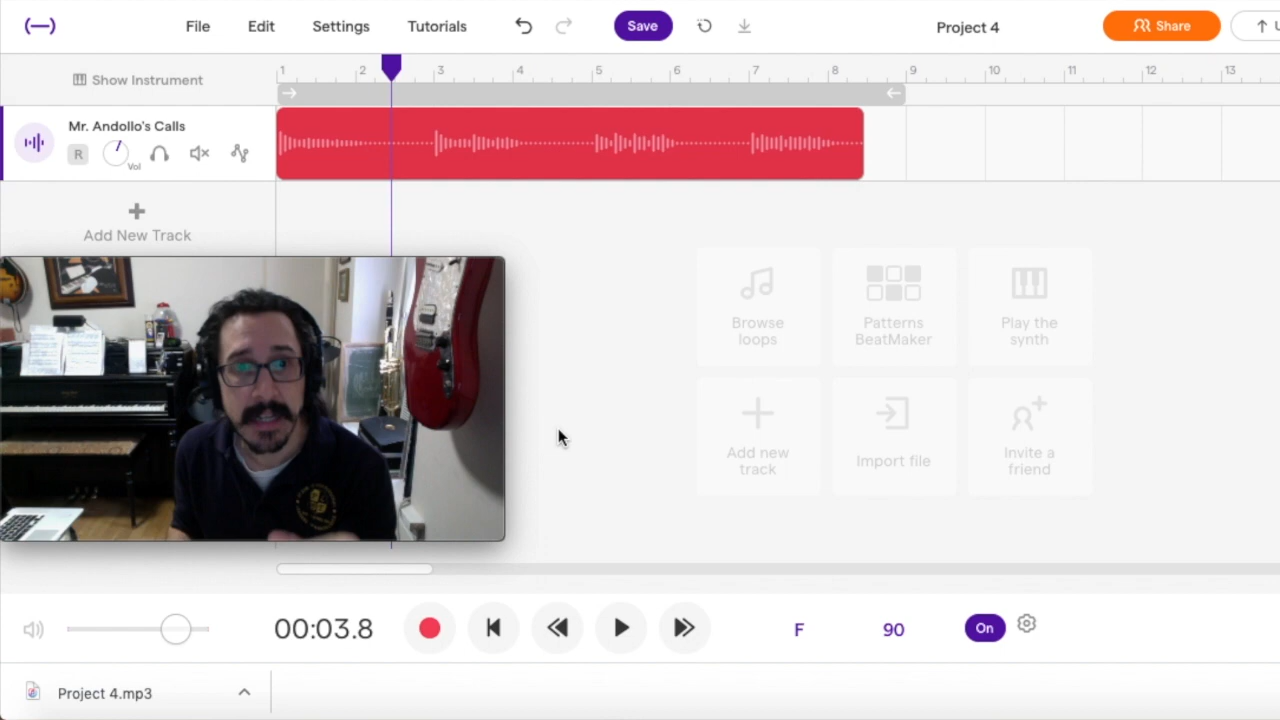 File Edit Settings Tutorials Save Project 4 Share
Show Instrument
1 2 3 4 5 6 7 8 9 10 11 12 13
Mr. Andollo's Calls
R
Vol
Add New Track
Browse
loops
Patterns
BeatMaker
Play the
synth
Add new
track
Import file
Invite a
friend
00:03.8 F 90 On
Project 4.mp3